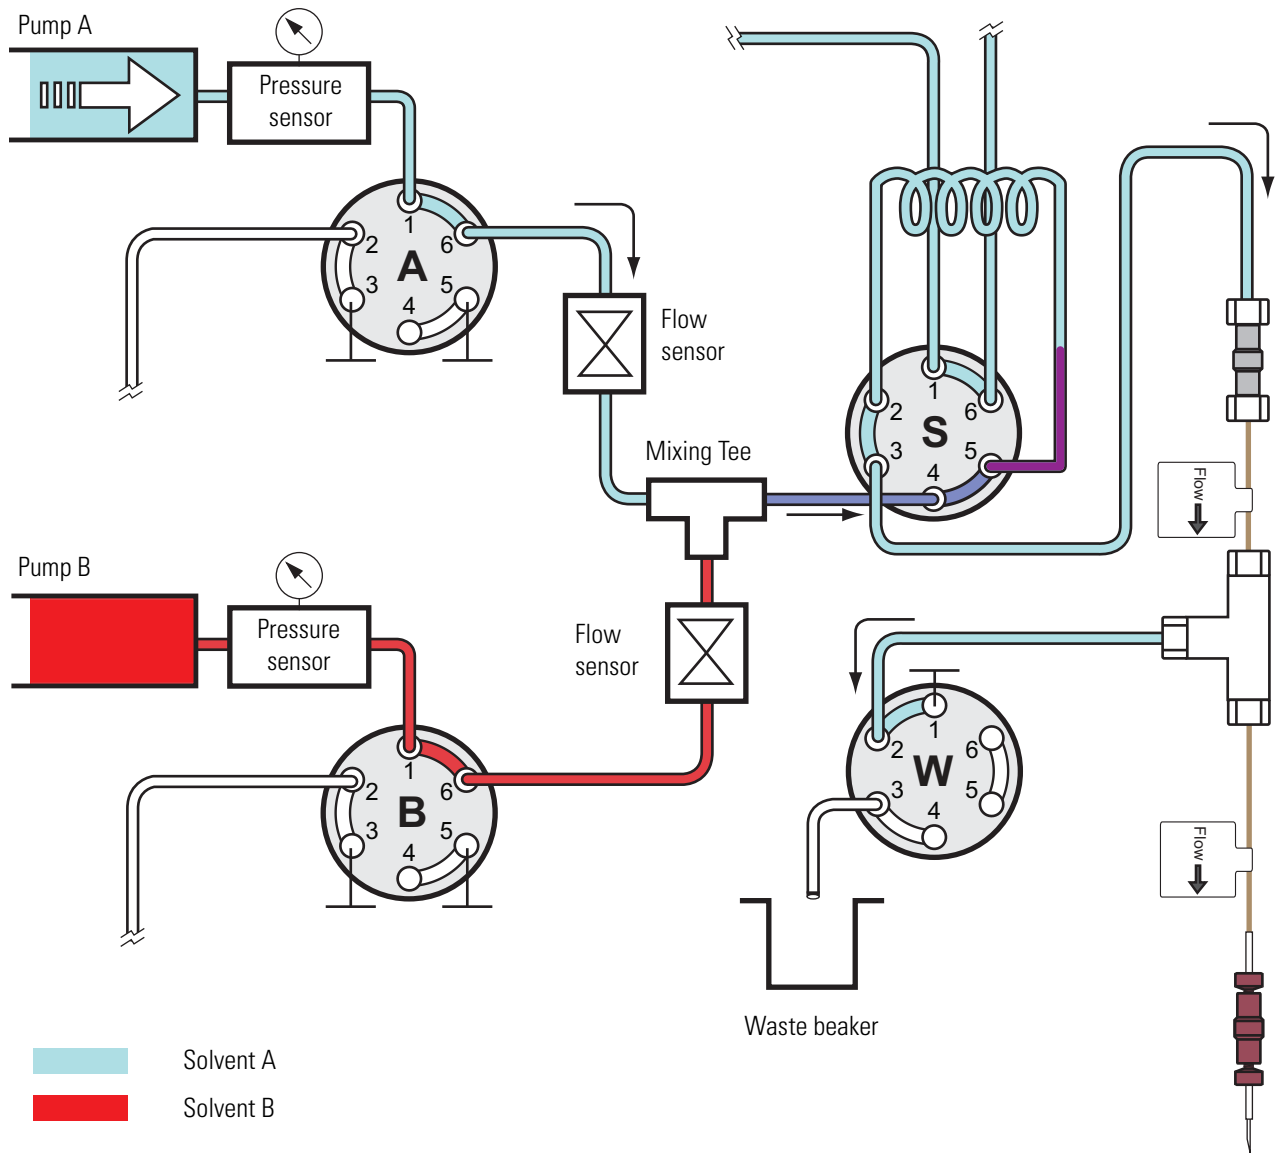 Pump A
Pressure
sensor
1
2
6
A
3
5
4
Flow
sensor
1
2
6
S
3
5
4
Mixing Tee
Flow
Pump B
Pressure
sensor
Flow
sensor
1
2
6
B
3
5
4
1
2
6
W
3
5
4
Flow
Waste beaker
Solvent A
Solvent B